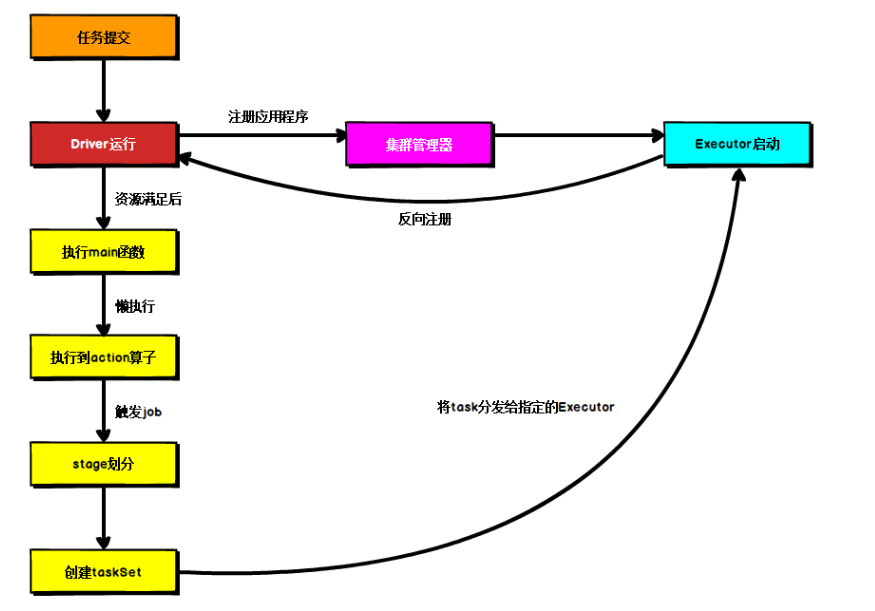 任务提交
Driver运行
注册应用程序
集群管理器
Executor启动
反向注册
资源满足后
执行main函数
懒执行
执行到action算子
触发job
将task分发给指定的Executor
stage划分
创建taskSet